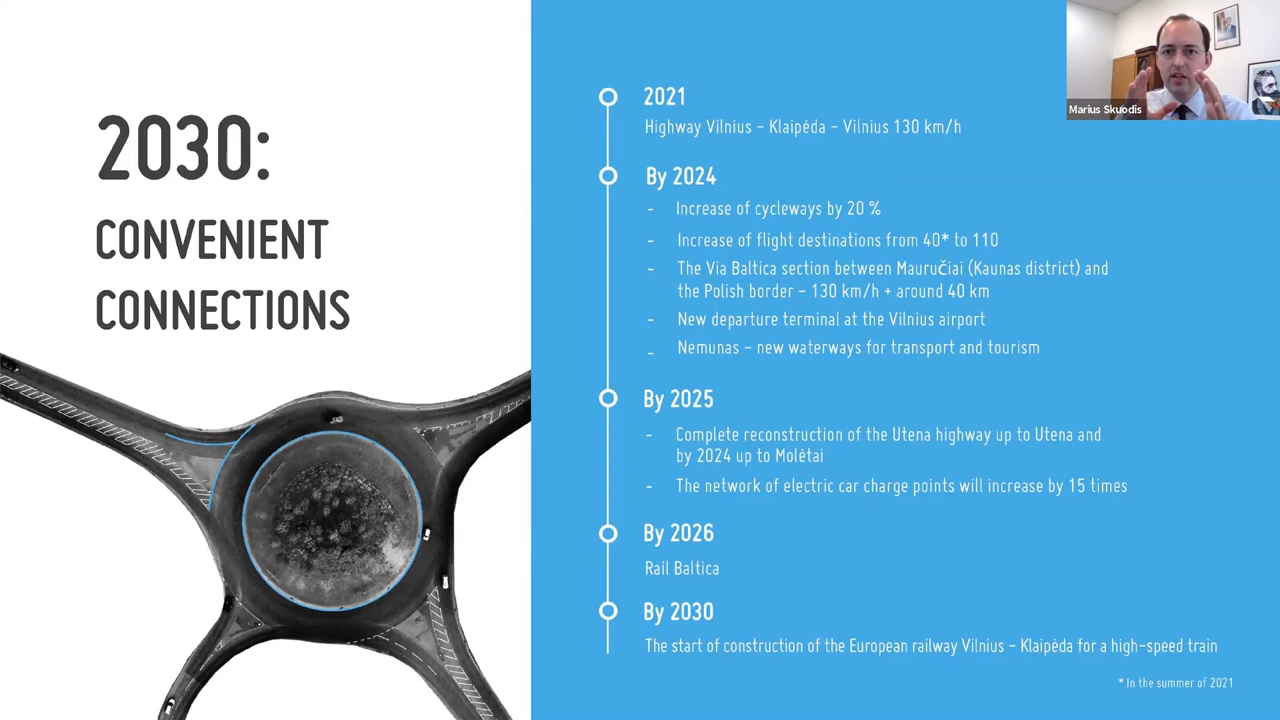 2030:
CONVENIENT
CONNECTIONS
2021
Highway Vilnius - Klaipėda - Vilnius 130 km/h
By 2024
- Increase of cycleways by 20 %
- Increase of flight destinations from 40* to 110
- The Via Baltica section between Mauručiai (Kaunas district) and
the Polish border - 130 km/h + around 40 km
- New departure terminal at the Vilnius airport
- Nemunas - new waterways for transport and tourism
By 2025
- Complete reconstruction of the Utena highway up to Utena and
by 2024 up to Molėtai
- The network of electric car charge points will increase by 15 times
By 2026
Rail Baltica
By 2030
The start of construction of the European railway Vilnius - Klaipėda for a high-speed train
* In the summer of 2021
Marius Skuodis